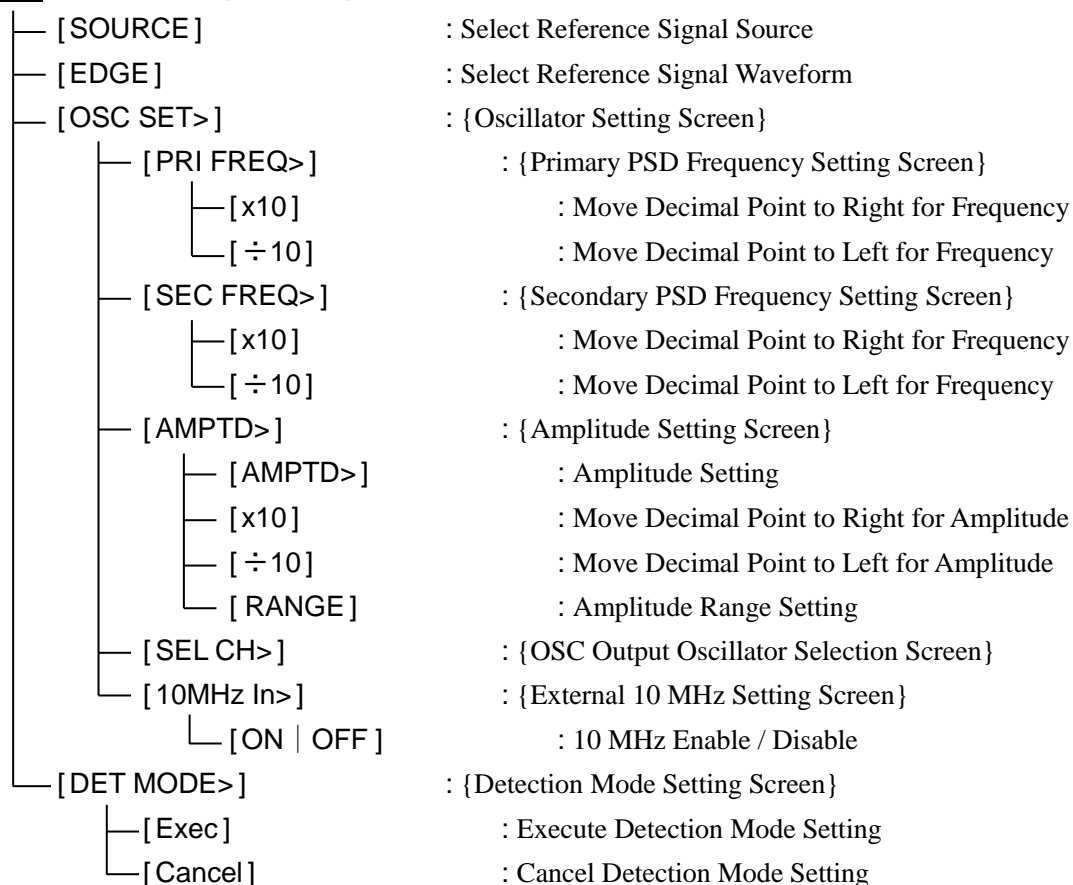 [SOURCE] : Select Reference Signal Source
[EDGE] : Select Reference Signal Waveform
[OSC SET>] : {Oscillator Setting Screen}
[PRI FREQ>] : {Primary PSD Frequency Setting Screen}
[x10] : Move Decimal Point to Right for Frequency
[÷10] : Move Decimal Point to Left for Frequency
[SEC FREQ>] : {Secondary PSD Frequency Setting Screen}
[x10] : Move Decimal Point to Right for Frequency
[÷10] : Move Decimal Point to Left for Frequency
[AMPTD>] : {Amplitude Setting Screen}
[AMPTD>] : Amplitude Setting
[x10] : Move Decimal Point to Right for Amplitude
[÷10] : Move Decimal Point to Left for Amplitude
[RANGE] : Amplitude Range Setting
[SEL CH>] : {OSC Output Oscillator Selection Screen}
[10MHz In>] : {External 10 MHz Setting Screen}
[ON｜OFF] : 10 MHz Enable / Disable
[DET MODE>] : {Detection Mode Setting Screen}
[Exec] : Execute Detection Mode Setting
[Cancel] : Cancel Detection Mode Setting